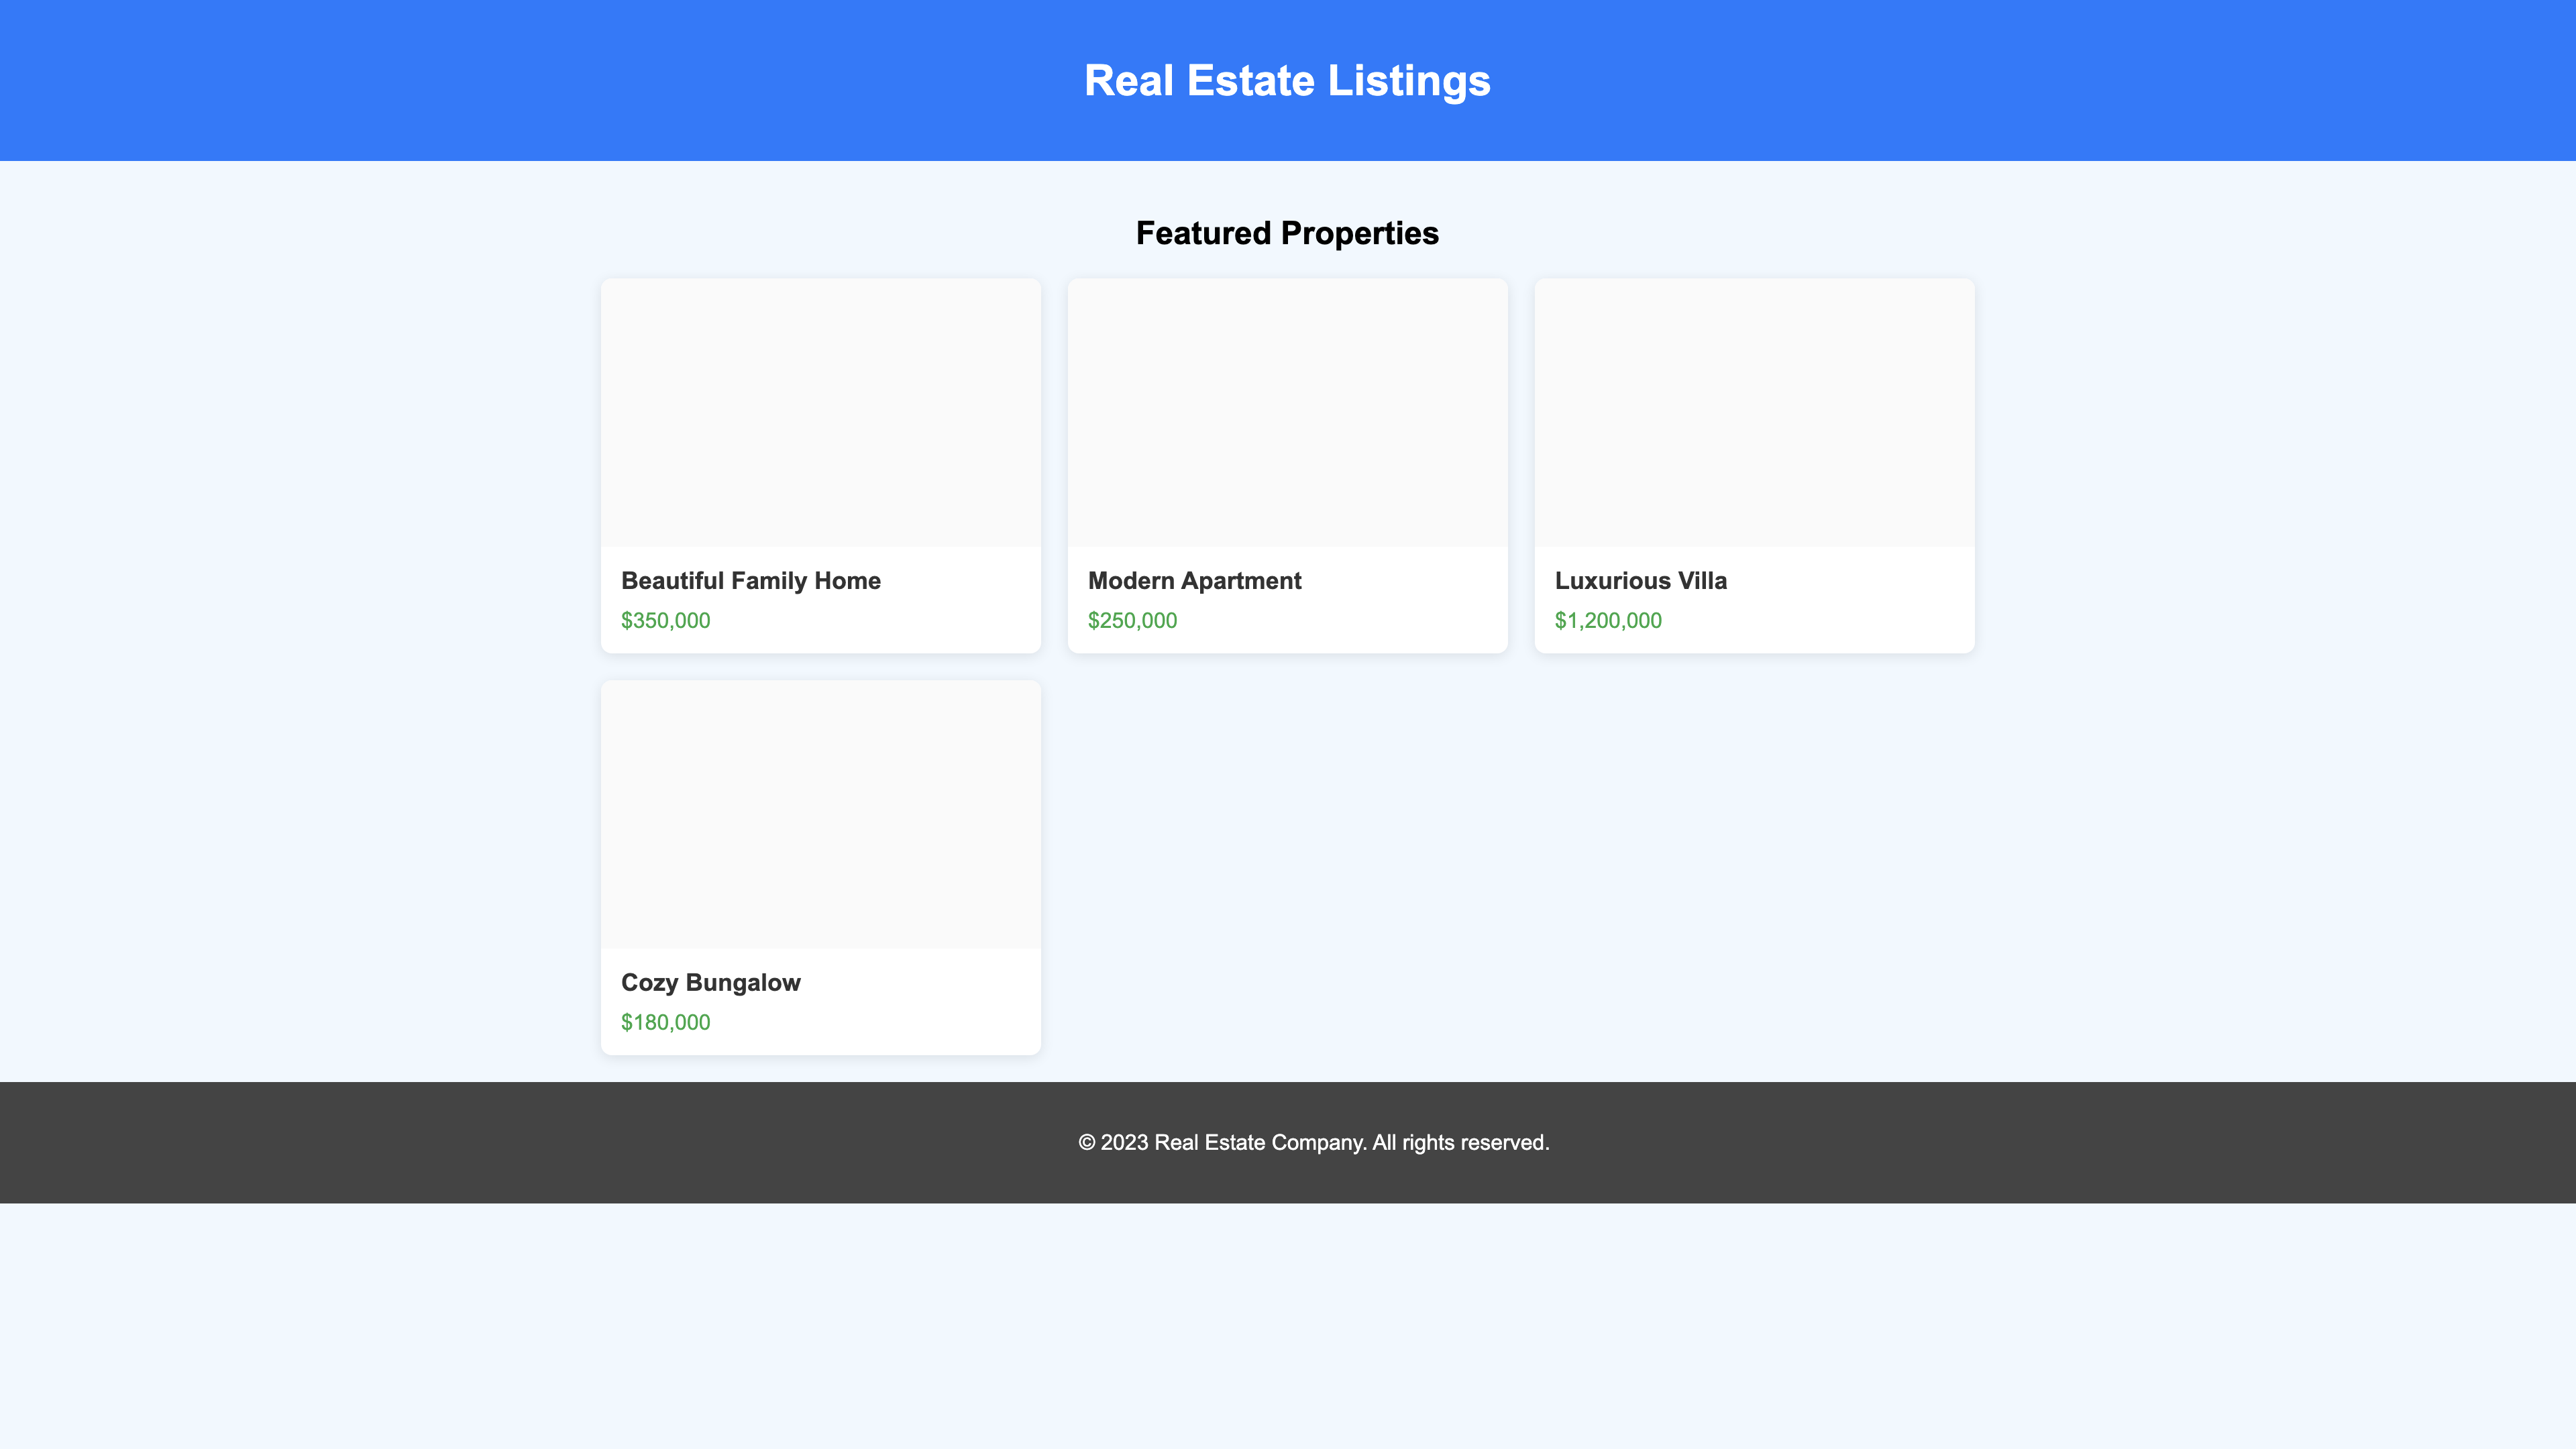 Real Estate Listings
Featured Properties
Beautiful Family Home
$350,000
Modern Apartment
$250,000
Luxurious Villa
$1,200,000
Cozy Bungalow
$180,000
© 2023 Real Estate Company. All rights reserved.